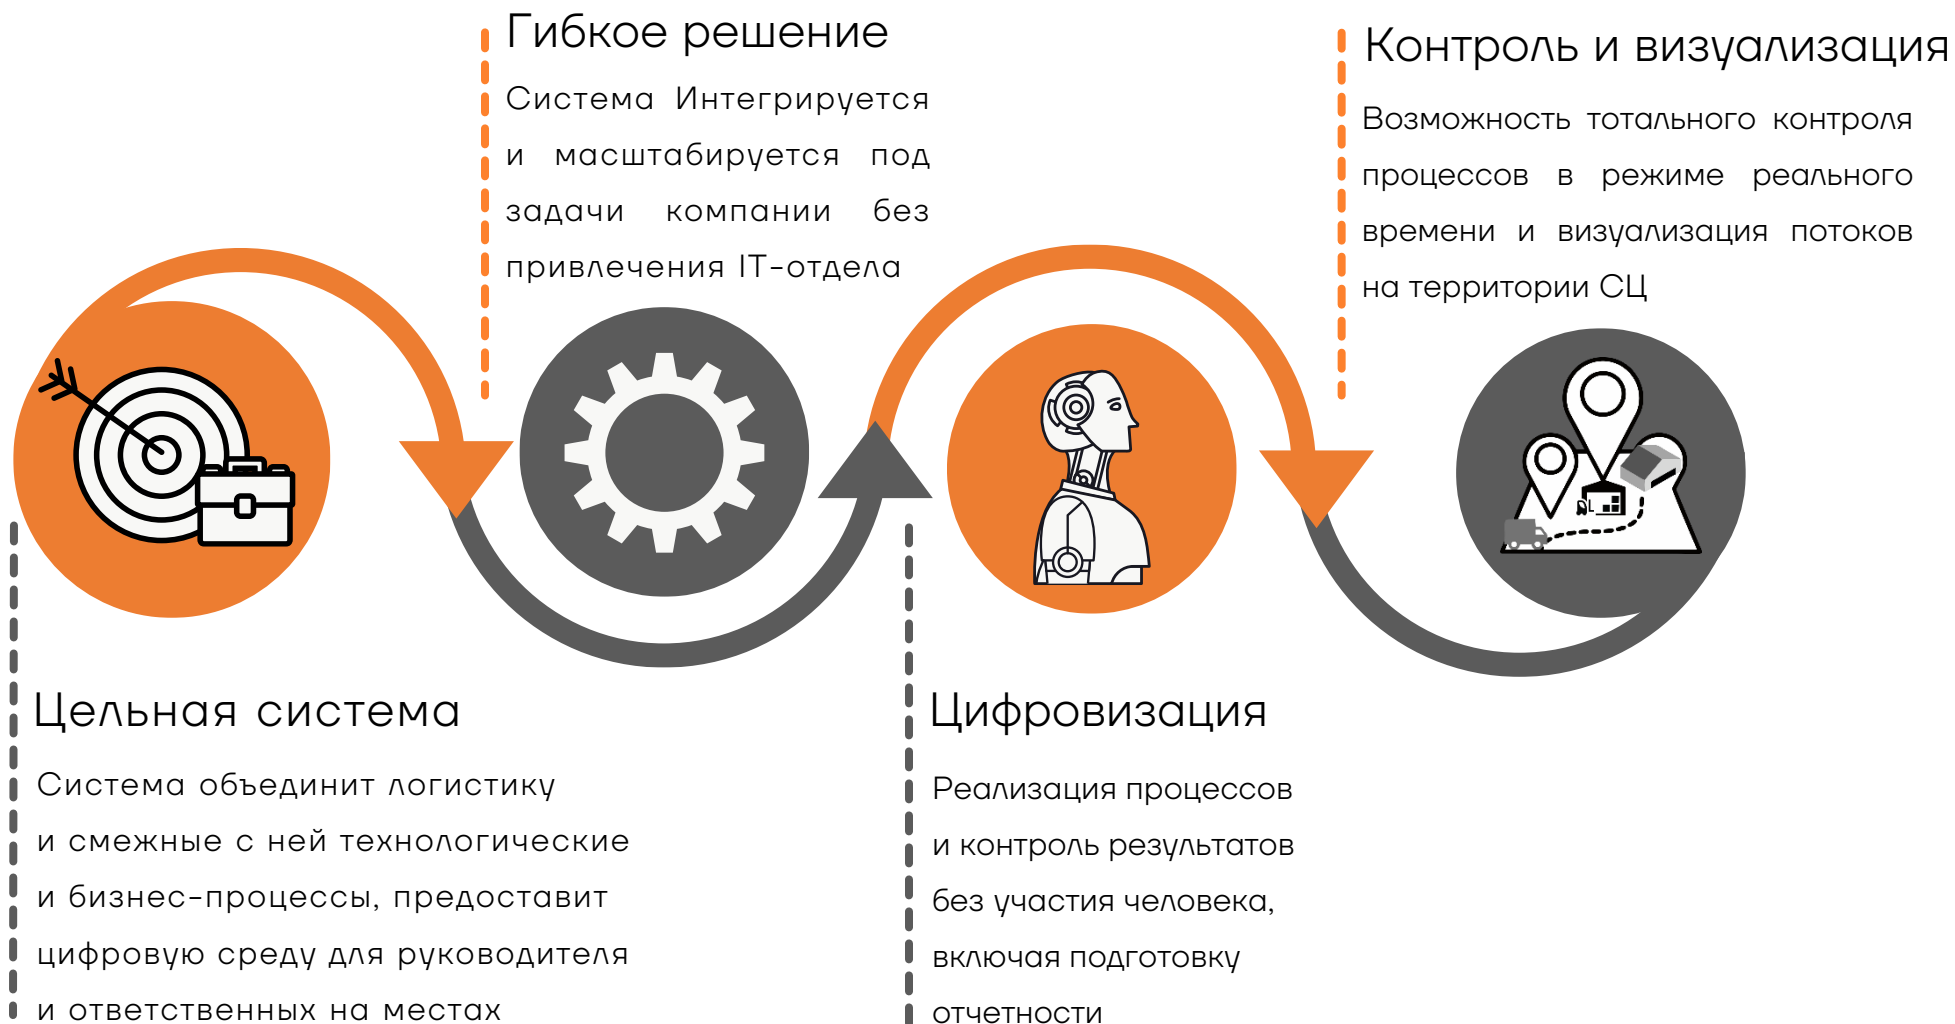 Гибкое решение
Система Интегрируется
и масштабируется под
задачи компании без
привлечения IT-отдела
Контроль и визуализация
Возможность тотального контроля
процессов в режиме реального
времени и визуализация потоков
на территории СЦ
DL
Цельная система
Система объединит логистику
и смежные с ней технологические
и бизнес-процессы, предоставит
цифровую среду для руководителя
и ответственных на местах
Цифровизация
Реализация процессов
и контроль результатов
без участия человека,
включая подготовку
отчетности